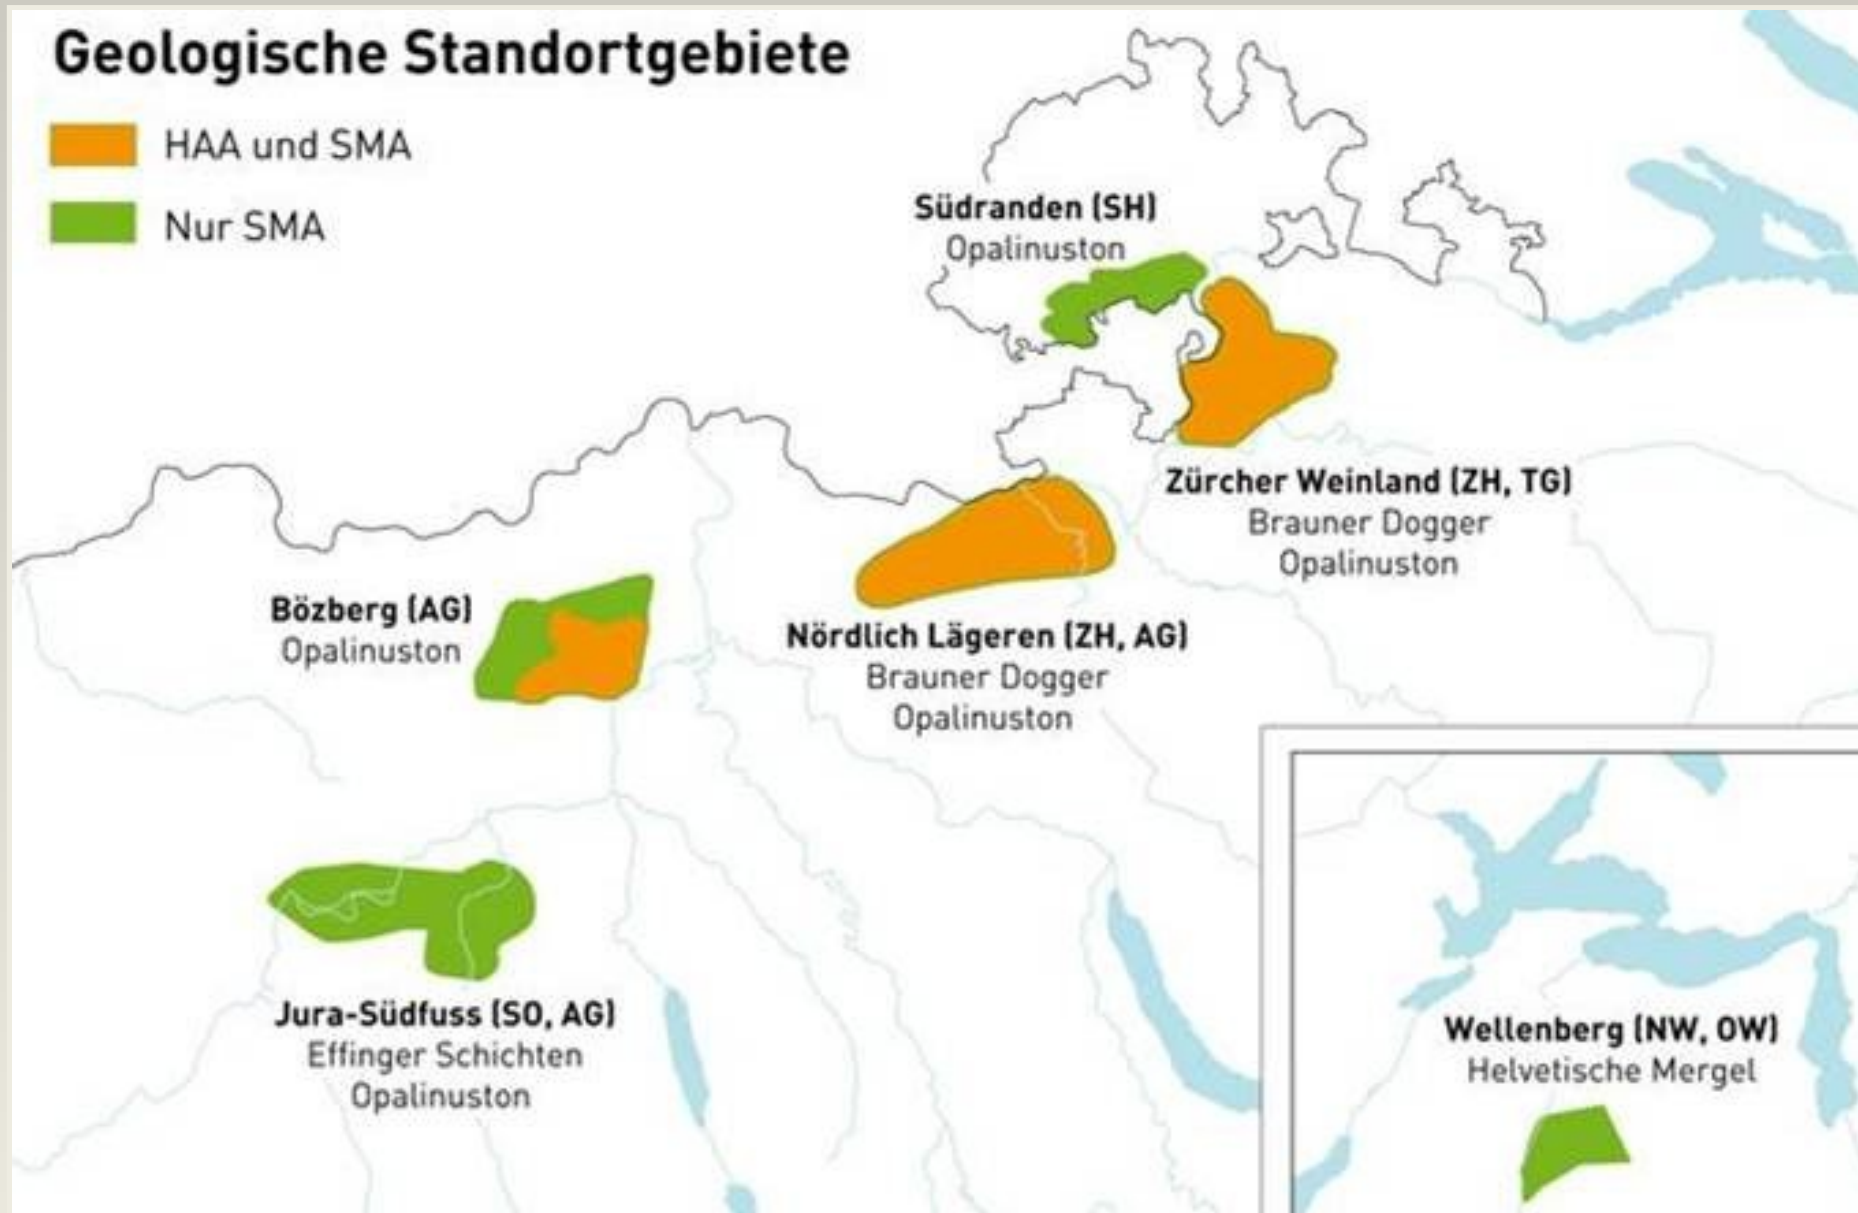 Geologische Standortgebiete
HAA und SMA
Nur SMA
Südranden (SH)
Opalinuston
Zürcher Weinland (ZH, TG)
Brauner Dogger
Opalinuston
Bözberg (AG)
Opalinuston
Nördlich Lägeren (ZH, AG)
Brauner Dogger
Opalinuston
Jura-Südfuss (SO, AG)
Effinger Schichten
Opalinuston
Wellenberg (NW, OW)
Helvetische Mergel